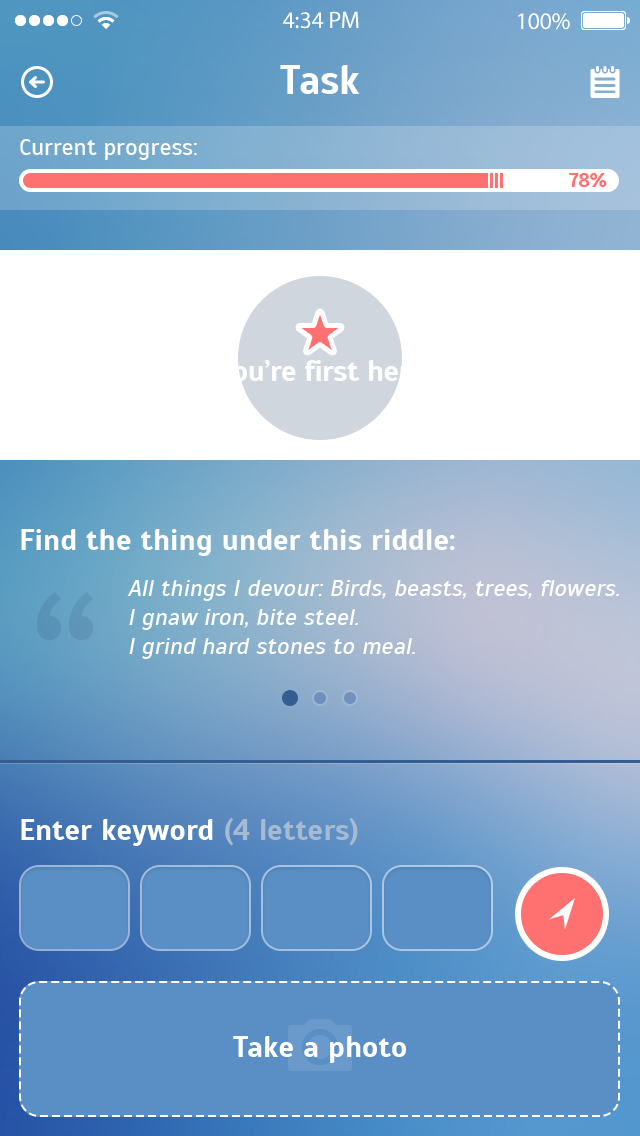 4:34 PM
100%
Task
Current progress:
78%
ou're first he
Find the thing under this riddle:
“
All things I devour: Birds, beasts, trees, flowers.
I gnaw iron, bite steel.
I grind hard stones to meal.
Enter keyword (4 letters)
Take a photo